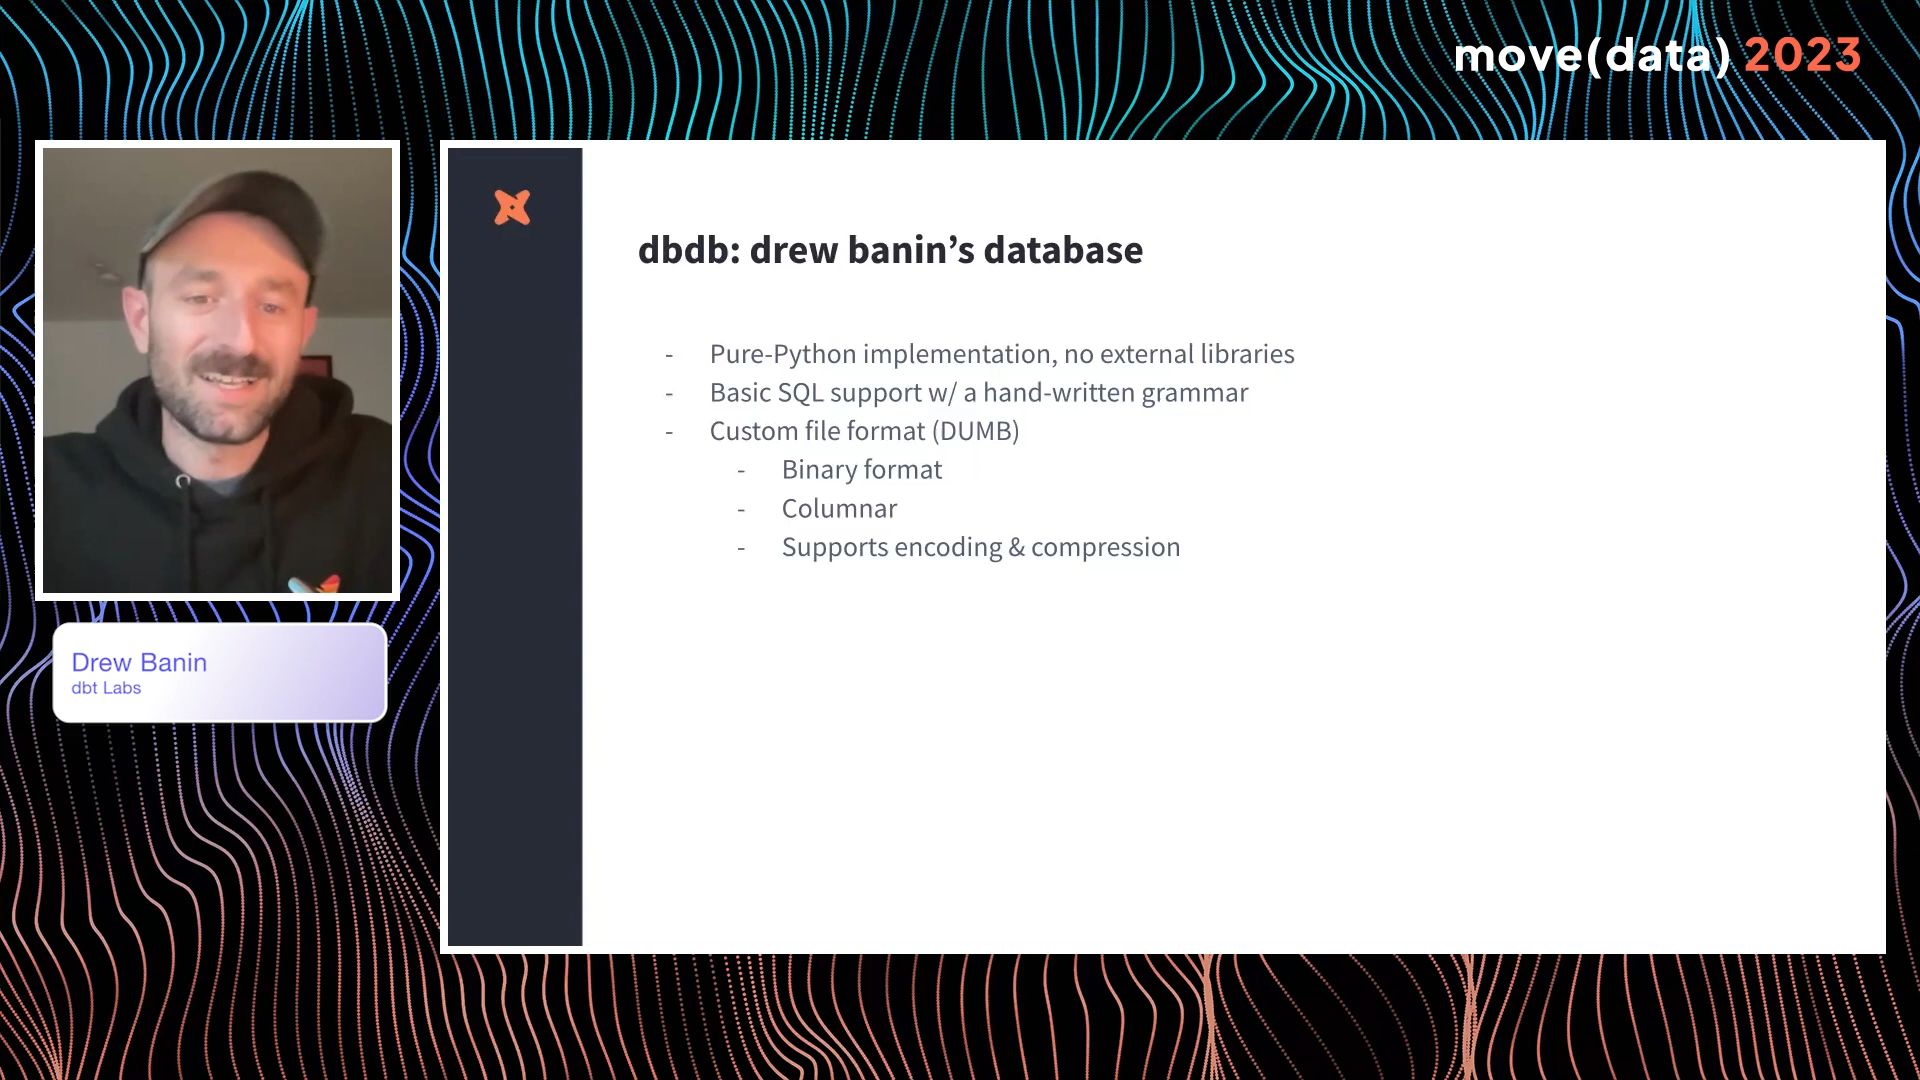 move(data) 2023
dbdb: drew banin’s database
- Pure-Python implementation, no external libraries
- Basic SQL support w/ a hand-written grammar
- Custom file format (DUMB)
- Binary format
- Columnar
- Supports encoding & compression
Drew Banin
dbt Labs